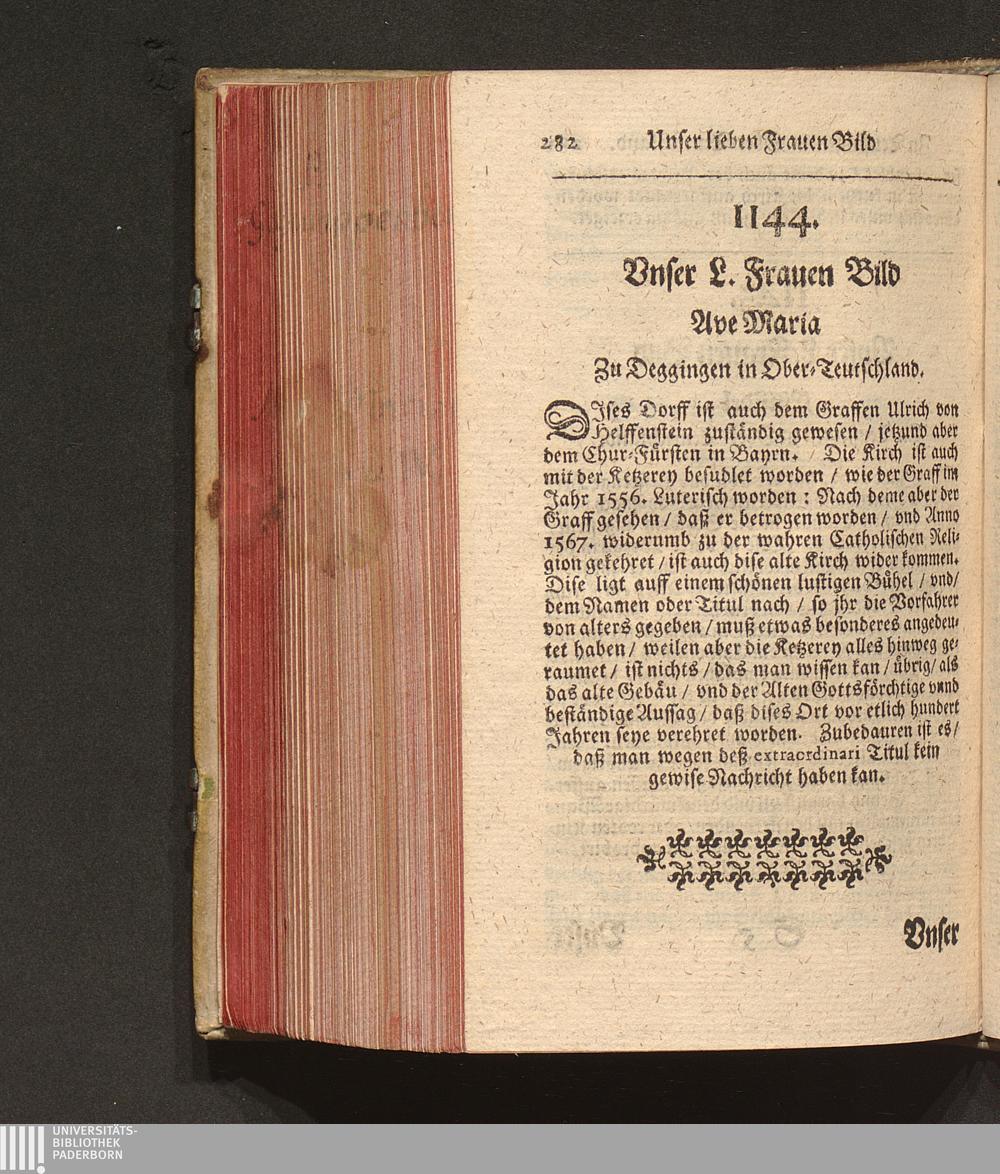 282 Unser lieben Frauen Bild
1144.
Vnser L. Frauen Bild
Ave Maria
Zu Deggingen in Ober-Teutschland.
DIses Dorff ist auch dem Graffen Ulrich von
Helffenstein zuständig gewesen / jetzund aber
dem Chur-Fürsten in Bayrn. Die Kirch ist auch
mit der Ketzerey besudlet worden / wie der Graff im
Jahr 1556. Luterisch worden : Nach deme aber der
Graff gesehen / daß er betrogen worden / vnd Anno
1567. widerumb zu der wahren Catholischen Reli-
gion gekehret / ist auch dise alte Kirch wider kommen.
Dise ligt auff einem schönen lustigen Bühel / vnd /
dem Namen oder Titul nach / so jhr die Vorfahrer
von alters gegeben / muß etwas besonderes angedeu-
tet haben / weilen aber die Ketzerey alles hinweg ge-
raumet / ist nichts / das man wissen kan / übrig / als
das alte Gebäu / vnd der Alten Gottsförchtige vnnd
beständige Aussag / daß dises Ort vor etlich hundert
Jahren seye verehret worden. Zubedauren ist es /
daß man wegen deß extraordinari Titul kein
gewise Nachricht haben kan.
Vnser
UNIVERSITÄTS-
BIBLIOTHEK
PADERBORN